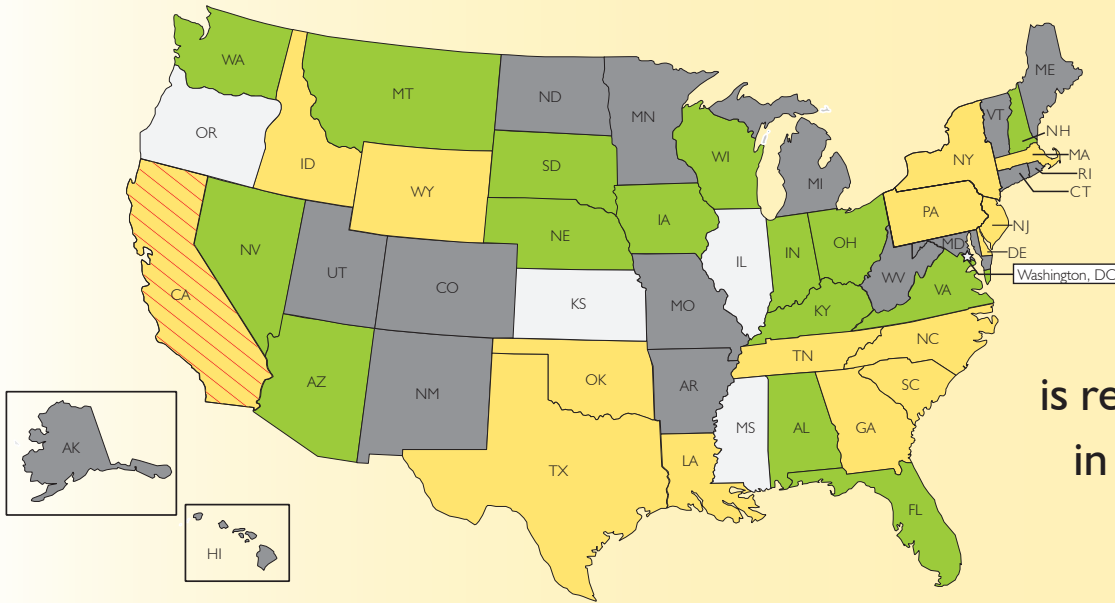 WA
MT
ND
MN
ME
VT
NH
OR
ID
SD
WI
MI
NY
MA
RI
CT
WY
IA
PA
NJ
NV
NE
IL
IN
OH
MD
DE
UT
CO
KS
MO
WV
VA
Washington, DC
CA
KY
AZ
NM
OK
AR
TN
NC
SC
is re
in
AK
TX
LA
MS
AL
GA
FL
HI